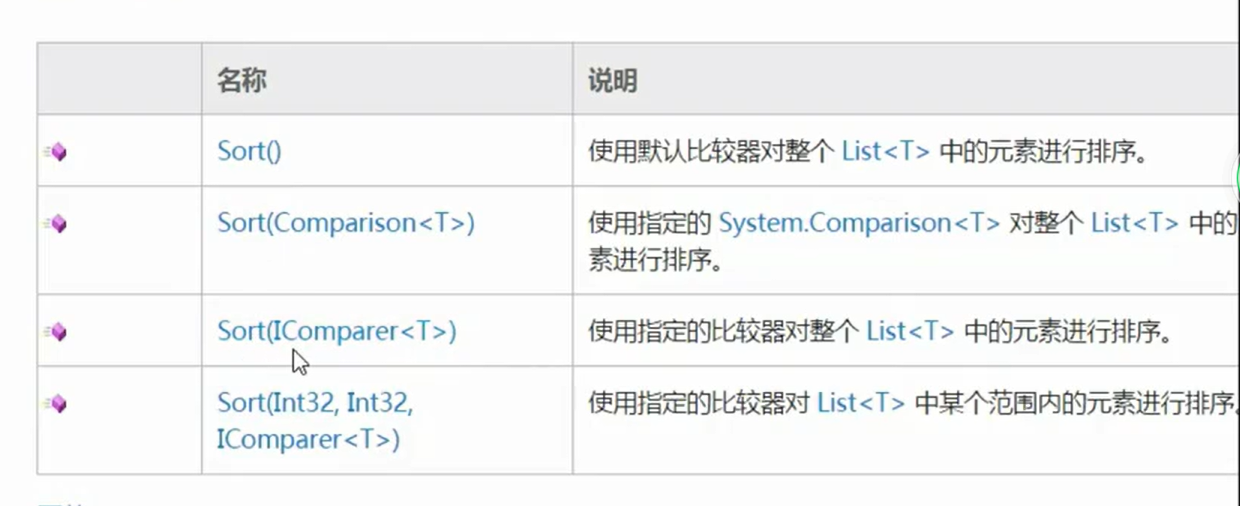 名称
说明
Sort()
使用默认比较器对整个 List<T> 中的元素进行排序。
Sort(Comparison<T>)
使用指定的 System.Comparison<T> 对整个 List<T> 中的
素进行排序。
Sort(IComparer<T>)
使用指定的比较器对整个 List<T> 中的元素进行排序。
Sort(Int32, Int32,
IComparer<T>)
使用指定的比较器对 List<T> 中某个范围内的元素进行排序。